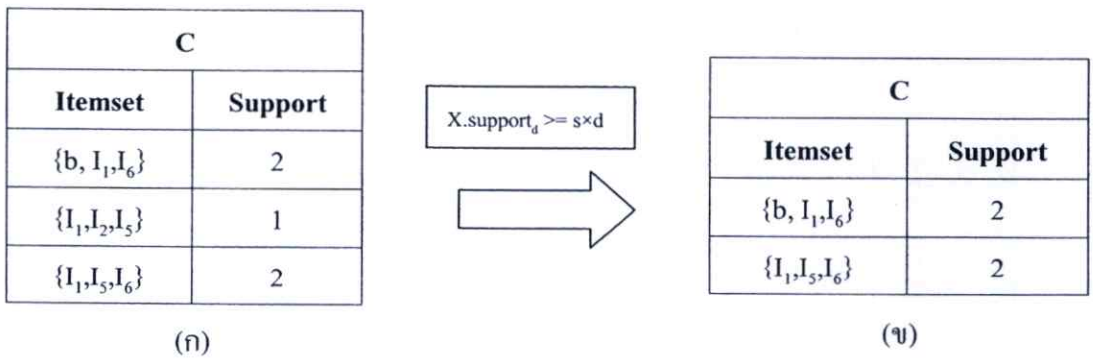 C
Itemset Support
{b, I₁,I₆} 2
{I₁,I₂,I₅} 1
{I₁,I₅,I₆} 2
(ก)
X.support_d >= s×d
C
Itemset Support
{b, I₁,I₆} 2
{I₁,I₅,I₆} 2
(ข)